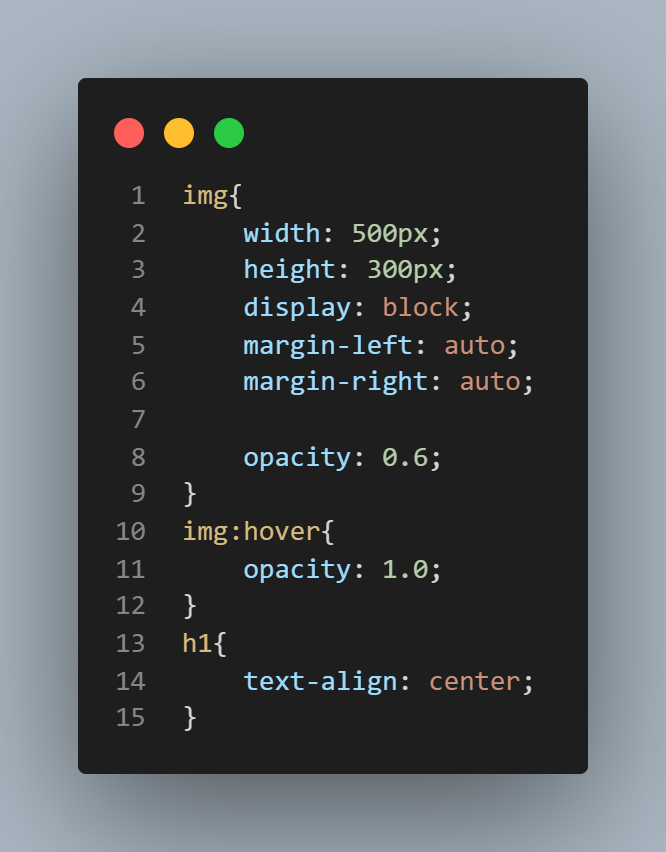 1 img{
2     width: 500px;
3     height: 300px;
4     display: block;
5     margin-left: auto;
6     margin-right: auto;
7
8     opacity: 0.6;
9 }
10 img:hover{
11     opacity: 1.0;
12 }
13 h1{
14     text-align: center;
15 }